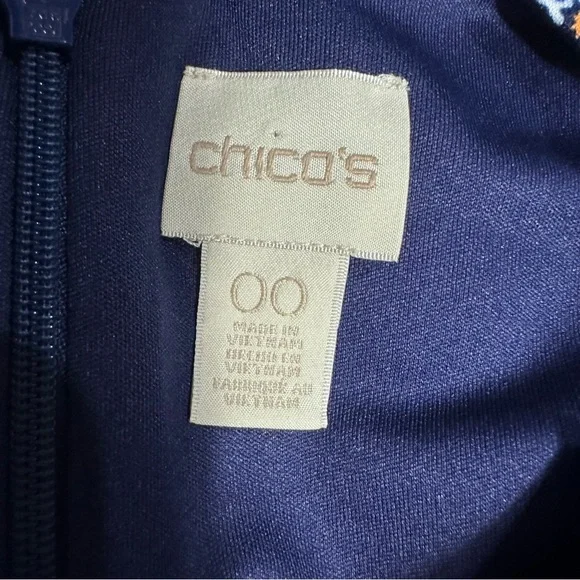 chico's
00
MADE IN
VIETNAM
HECHO EN
VIETNAM
FABRIQUÉ AU
VIETNAM